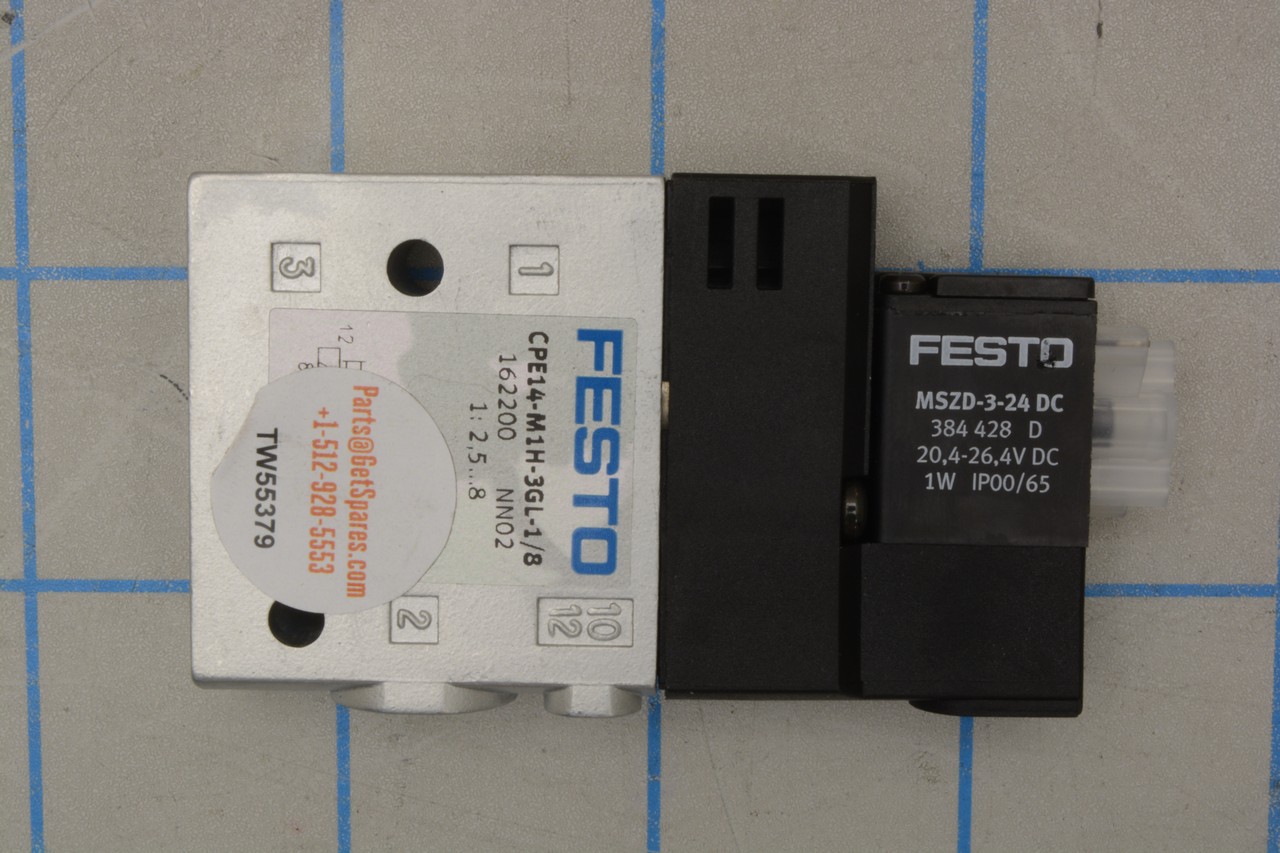 3
1
FESTO
CPE14-M1H-3GL-1/8
162200 NN02
1: 2,5...8
12
8
Parts@GetSpares.com
+1-512-928-5553
TW55379
2
10
12
FESTO
MSZD-3-24 DC
384 428 D
20,4-26,4V DC
1W IP00/65